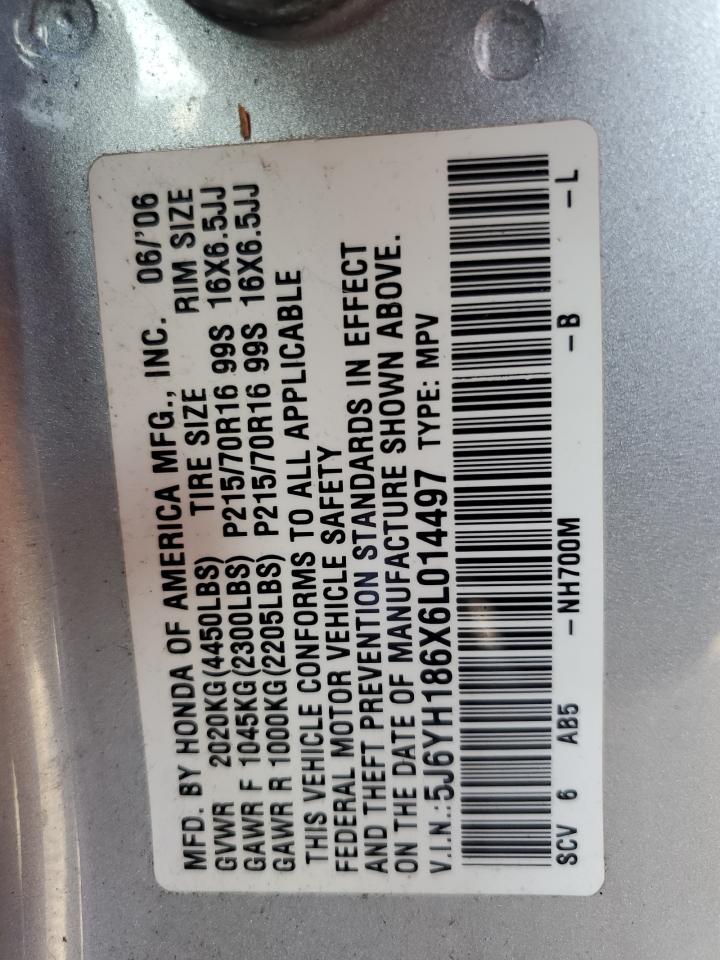 MFD. BY HONDA OF AMERICA MFG., INC. 06/'06
GVWR 2020KG(4450LBS) TIRE SIZE RIM SIZE
GAWR F 1045KG(2300LBS) P215/70R16 99S 16X6.5JJ
GAWR R 1000KG(2205LBS) P215/70R16 99S 16X6.5JJ
THIS VEHICLE CONFORMS TO ALL APPLICABLE
FEDERAL MOTOR VEHICLE SAFETY
AND THEFT PREVENTION STANDARDS IN EFFECT
ON THE DATE OF MANUFACTURE SHOWN ABOVE.
V.I.N.:5J6YH186X6L014497 TYPE: MPV
SCV 6 AB5 -NH700M -B -L